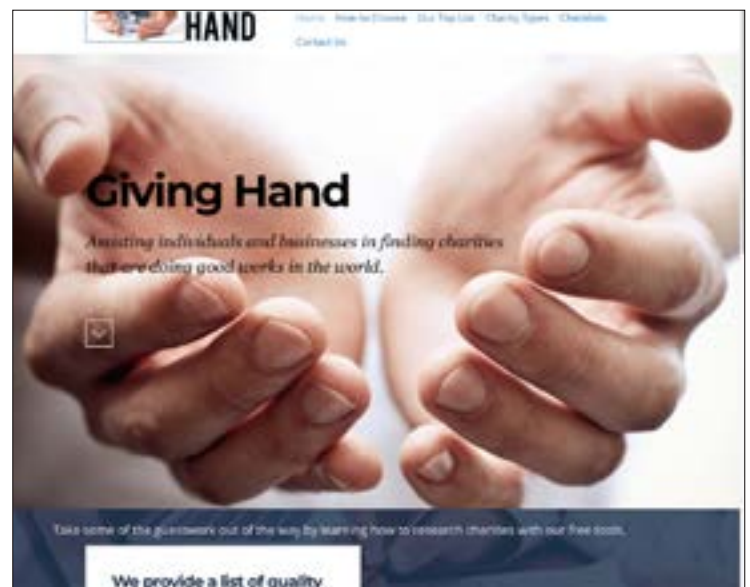 HAND
Home How to Choose Our Top List Charity Types Checklists
Contact Us
Giving Hand
Assisting individuals and businesses in finding charities
that are doing good works in the world.
Take some of the guesswork out of the way by learning how to research charities with our free tools.
We provide a list of quality